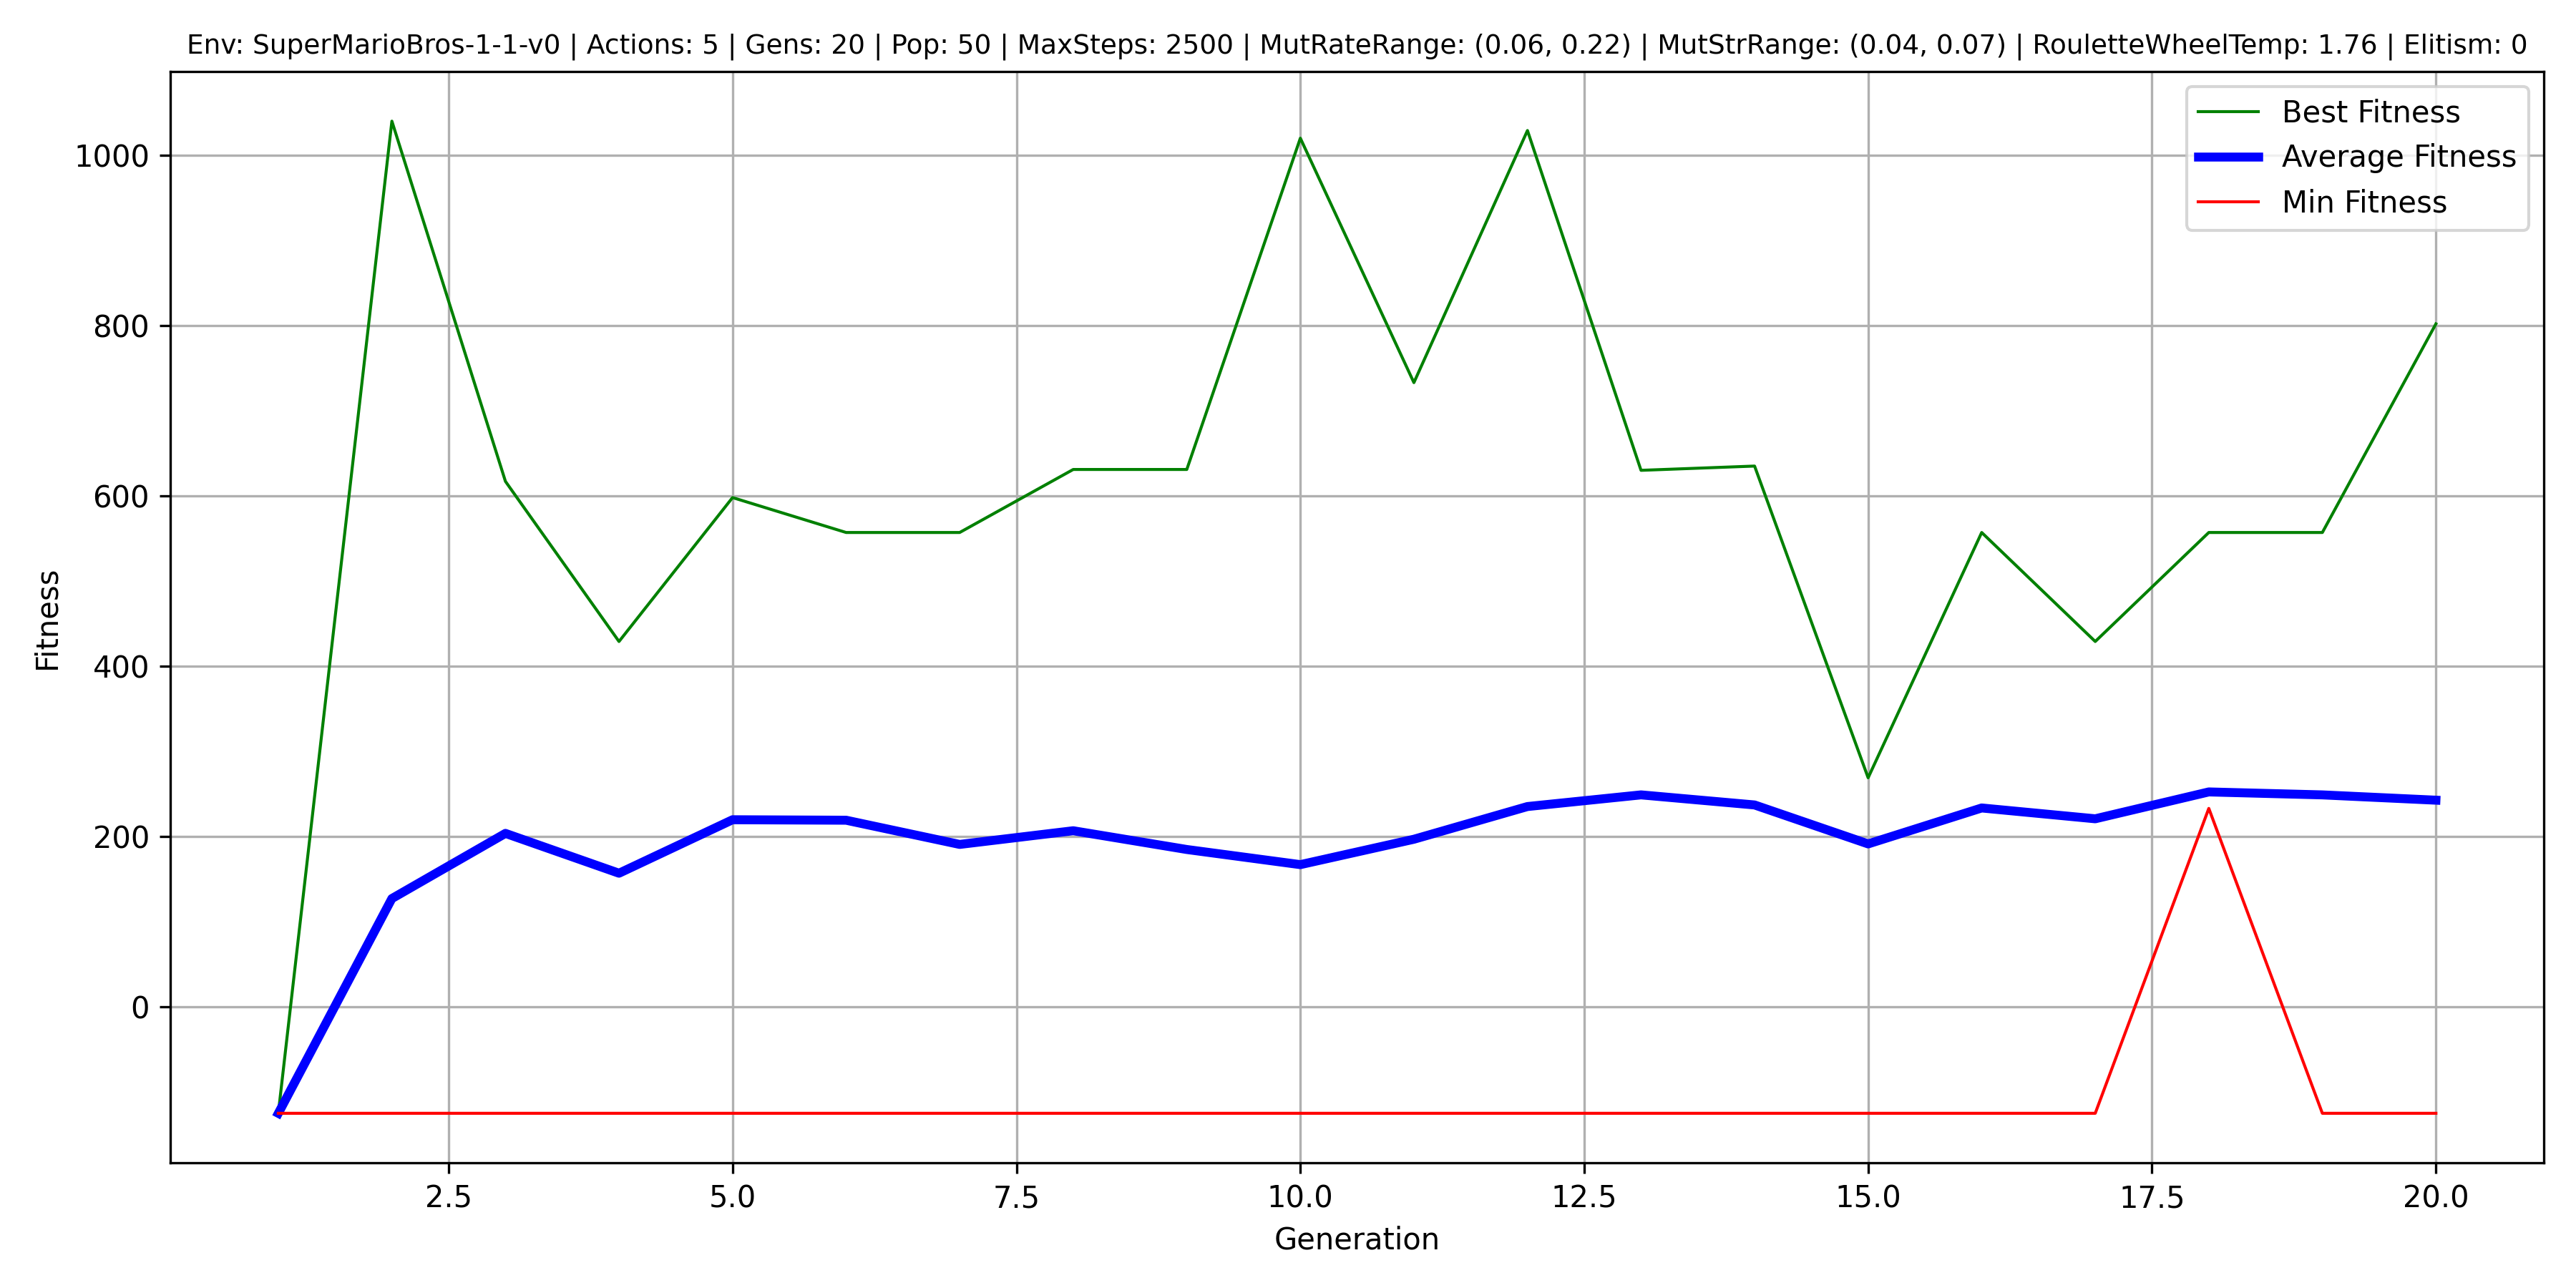 Env: SuperMarioBros-1-1-v0 | Actions: 5 | Gens: 20 | Pop: 50 | MaxSteps: 2500 | MutRateRange: (0.06, 0.22) | MutStrRange: (0.04, 0.07) | RouletteWheelTemp: 1.76 | Elitism: 0
Best Fitness
Average Fitness
Min Fitness
1000
800
600
400
200
0
Fitness
2.5 5.0 7.5 10.0 12.5 15.0 17.5 20.0
Generation